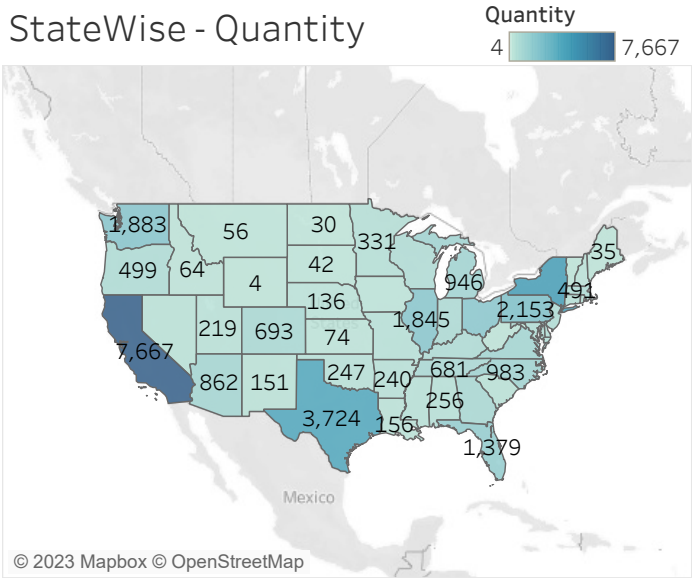 StateWise - Quantity
Quantity
4 7,667
1,883 56 30 331 35
499 64 4 42 946 491
136 2,153
219 693 74 1,845
7,667
862 151 247 240 681 983
256
3,724 156
1,379
Mexico
© 2023 Mapbox © OpenStreetMap